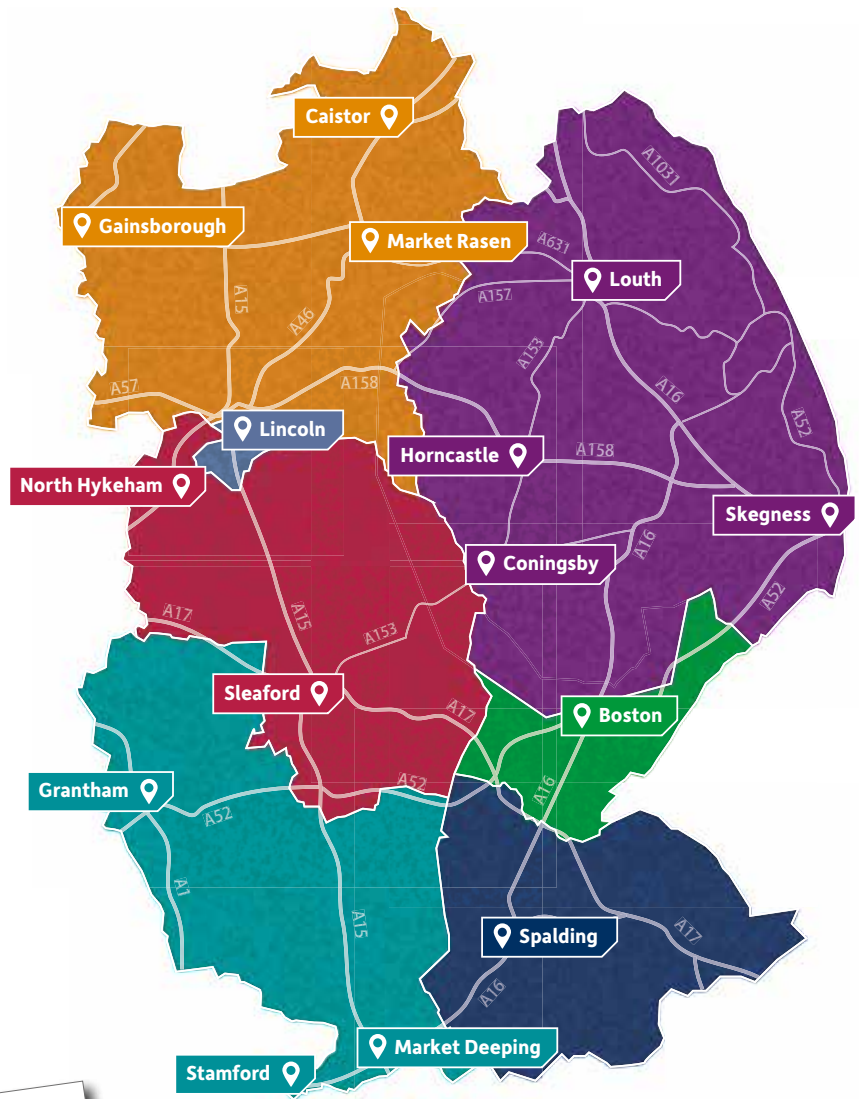 Caistor
A1031
Gainsborough
Market Rasen
A631
Louth
A15
A157
A46
A153
A158
A57
A16
A52
Lincoln
Horncastle
A158
North Hykeham
Skegness
A16
Coningsby
A52
A17
A15
A153
Sleaford
A17
Boston
Grantham
A52
A16
A52
A1
A15
Spalding
A17
A16
Market Deeping
Stamford